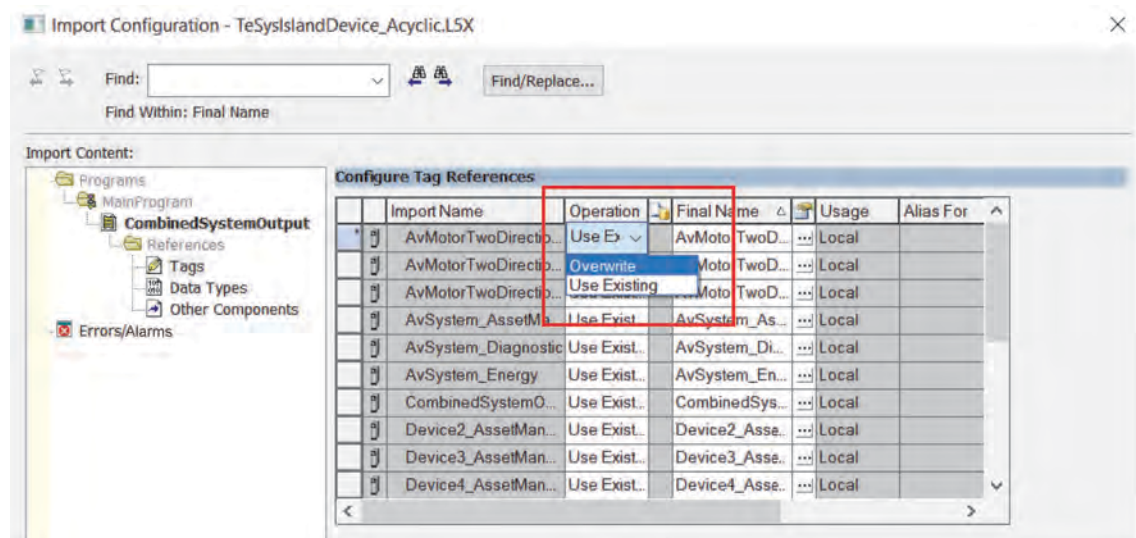 Import Configuration - TeSysIslandDevice_Acyclic.L5X
Find: Find/Replace...
Find Within: Final Name
Import Content:
Programs
MainProgram
CombinedSystemOutput
References
Tags
Data Types
Other Components
Errors/Alarms
Configure Tag References
Import Name Operation Final Name Usage Alias For
* AvMotorTwoDirectio... Use Ex AvMotorTwoD... ... Local
AvMotorTwoDirectio... Overwrite MotorTwoD... ... Local
AvMotorTwoDirectio... Use Existing MotorTwoD... ... Local
AvSystem_AssetMa... Use Exist... AvSystem_As... ... Local
AvSystem_Diagnostic Use Exist... AvSystem_Di... ... Local
AvSystem_Energy Use Exist... AvSystem_En... ... Local
CombinedSystemO... Use Exist... CombinedSys... ... Local
Device2_AssetMan... Use Exist... Device2_Asse.. ... Local
Device3_AssetMan... Use Exist... Device3_Asse.. ... Local
Device4_AssetMan... Use Exist... Device4_Asse.. ... Local